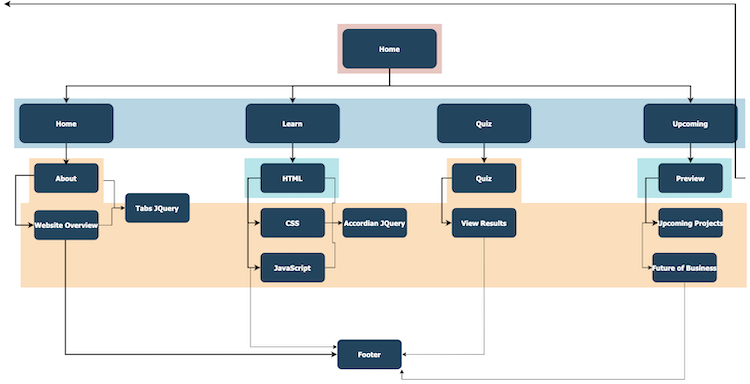 Home
Home
Learn
Quiz
Upcoming
About
HTML
Quiz
Preview
Tabs JQuery
Website Overview
CSS
Accordian JQuery
View Results
Upcoming Projects
JavaScript
Future of Business
Footer